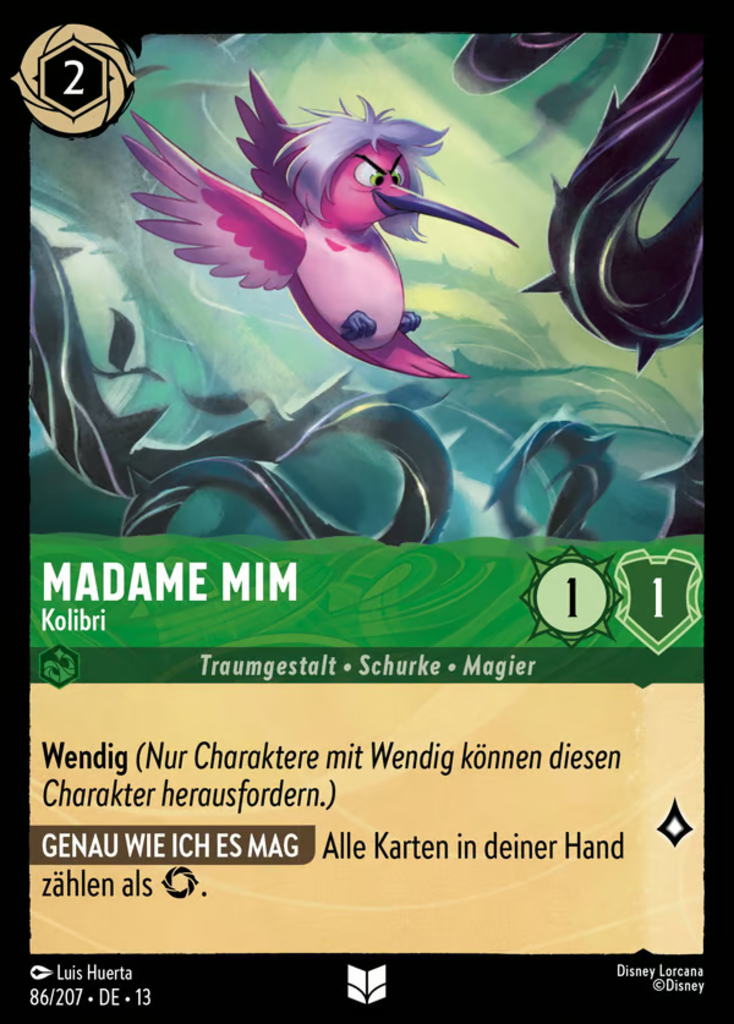 2
MADAME MIM
Kolibri
1
1
Traumgestalt • Schurke • Magier
Wendig (Nur Charaktere mit Wendig können diesen
Charakter herausfordern.)
GENAU WIE ICH ES MAG Alle Karten in deiner Hand
zählen als .
Luis Huerta
86/207 • DE • 13
Disney Lorcana
©Disney